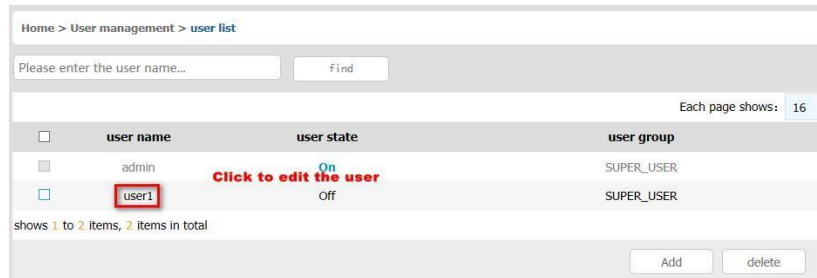 Home > User management > user list
Please enter the user name... find
Each page shows: 16
user name user state user group
admin On SUPER_USER
Click to edit the user
user1 Off SUPER_USER
shows 1 to 2 items, 2 items in total
Add delete